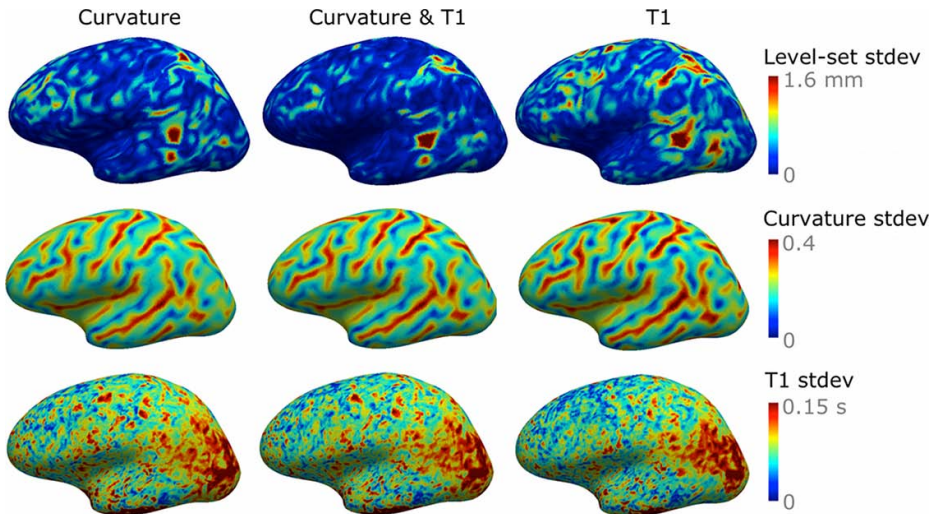 Curvature
Curvature & T1
T1
Level-set stdev
1.6 mm
0
Curvature stdev
0.4
0
T1 stdev
0.15 s
0